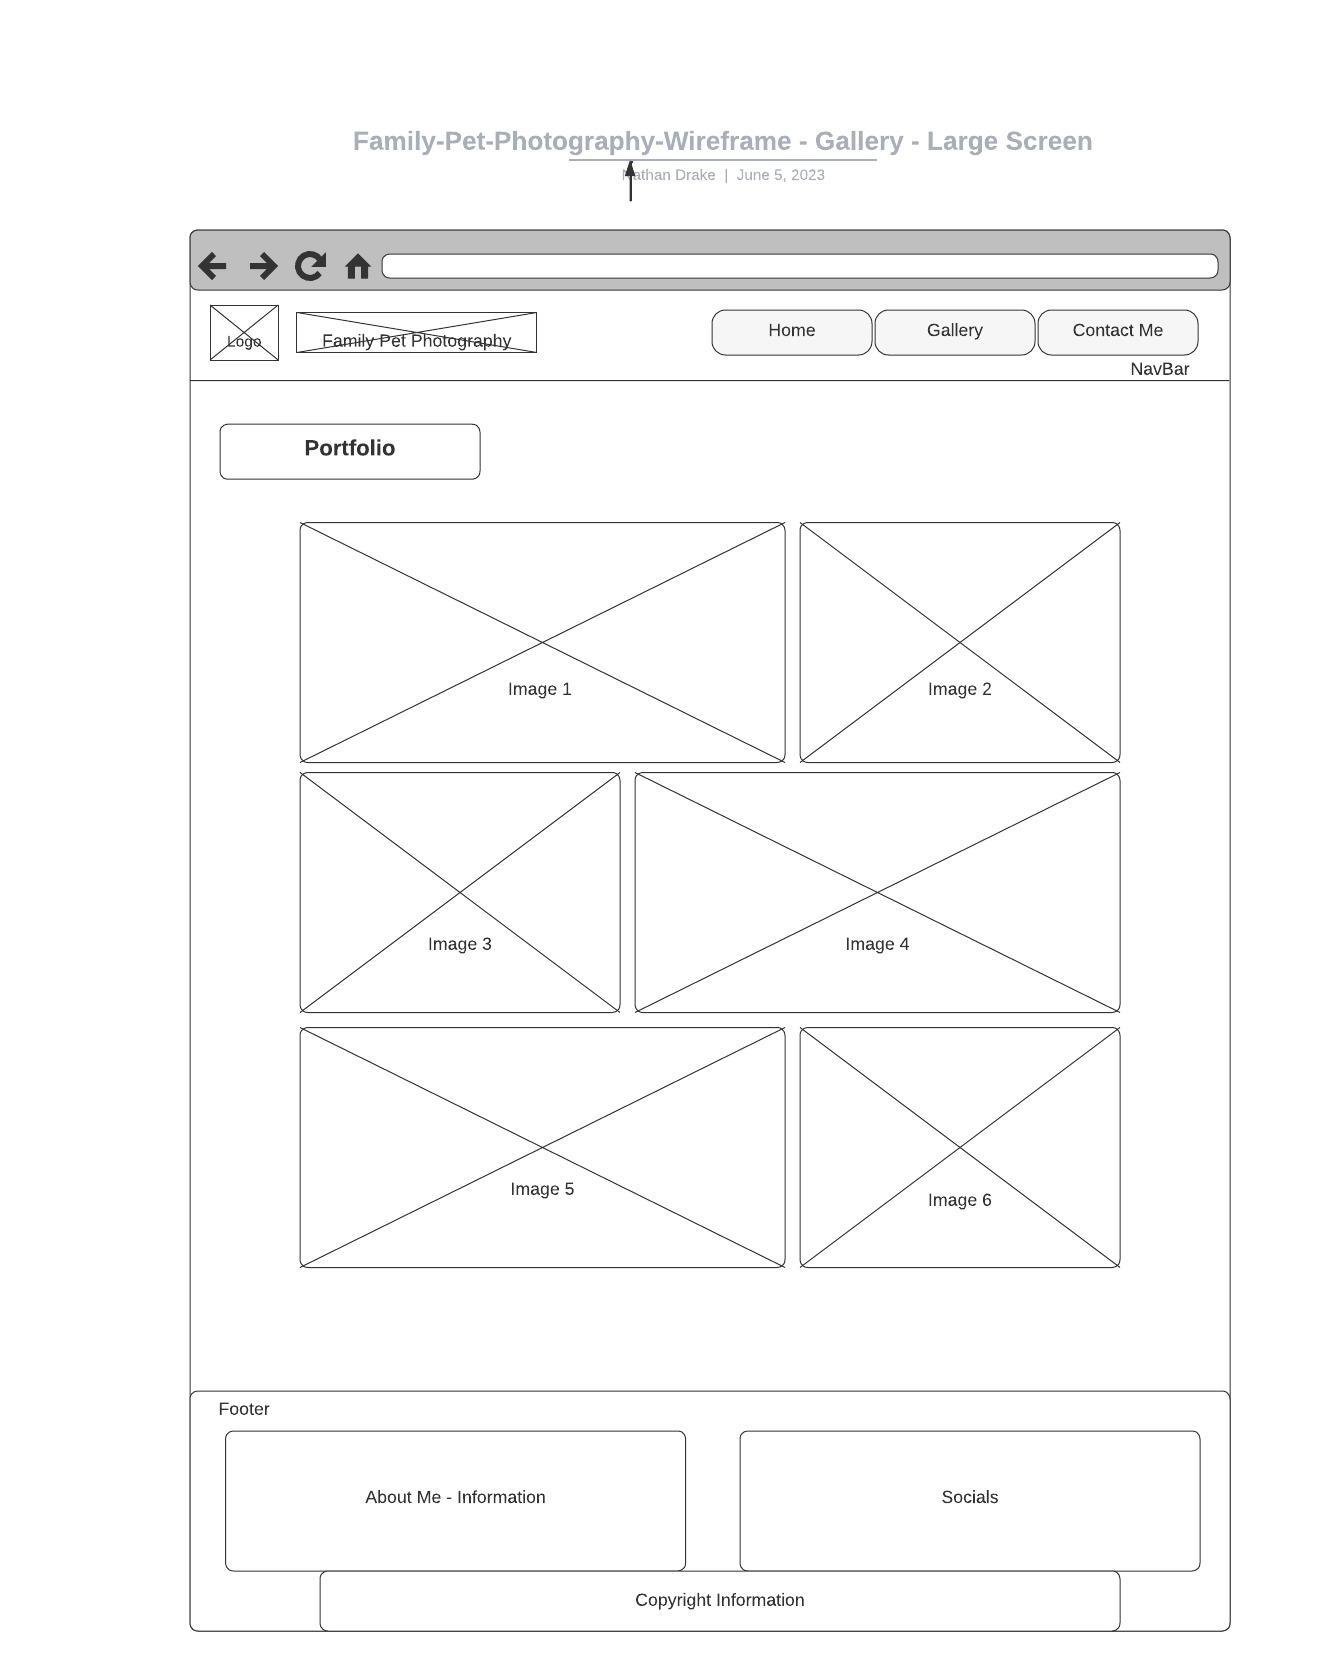 Family-Pet-Photography-Wireframe - Gallery - Large Screen
Nathan Drake | June 5, 2023
Logo
Family Pet Photography
Home
Gallery
Contact Me
NavBar
Portfolio
Image 1
Image 2
Image 3
Image 4
Image 5
Image 6
Footer
About Me - Information
Socials
Copyright Information